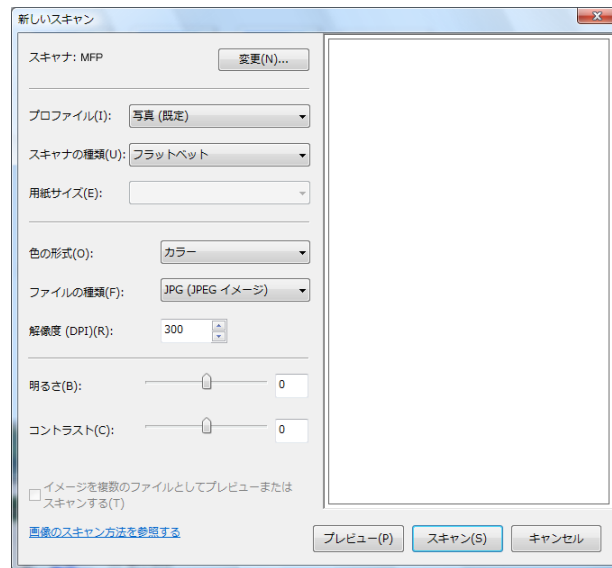 新しいスキャン
スキャナ: MFP
変更(N)...
プロファイル(I):
写真 (既定)
スキャナの種類(U):
フラットベット
用紙サイズ(E):
色の形式(O):
カラー
ファイルの種類(F):
JPG (JPEG イメージ)
解像度 (DPI)(R):
300
明るさ(B):
0
コントラスト(C):
0
イメージを複数のファイルとしてプレビューまたは
スキャンする(T)
画像のスキャン方法を参照する
プレビュー(P)
スキャン(S)
キャンセル